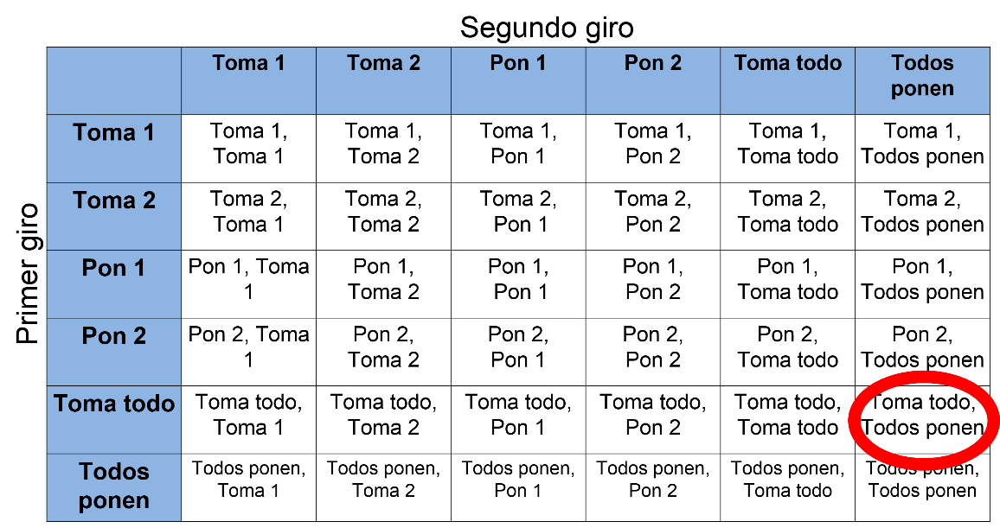 Segundo giro
Toma 1 Toma 2 Pon 1 Pon 2 Toma todo Todos
ponen
Primer giro
Toma 1 Toma 1, Toma 1, Toma 1, Toma 1, Toma 1, Toma 1,
Toma 1 Toma 2 Pon 1 Pon 2 Toma todo Todos ponen
Toma 2 Toma 2, Toma 2, Toma 2, Toma 2, Toma 2, Toma 2,
Toma 1 Toma 2 Pon 1 Pon 2 Toma todo Todos ponen
Pon 1 Pon 1, Toma Pon 1, Pon 1, Pon 1, Pon 1, Pon 1,
1 Toma 2 Pon 1 Pon 2 Toma todo Todos ponen
Pon 2 Pon 2, Toma Pon 2, Pon 2, Pon 2, Pon 2, Pon 2,
1 Toma 2 Pon 1 Pon 2 Toma todo Todos ponen
Toma todo Toma todo, Toma todo, Toma todo, Toma todo, Toma todo, Toma todo,
Toma 1 Toma 2 Pon 1 Pon 2 Toma todo Todos ponen
Todos Todos ponen, Todos ponen, Todos ponen, Todos ponen, Todos ponen, Todos ponen,
ponen Toma 1 Toma 2 Pon 1 Pon 2 Toma todo Todos ponen